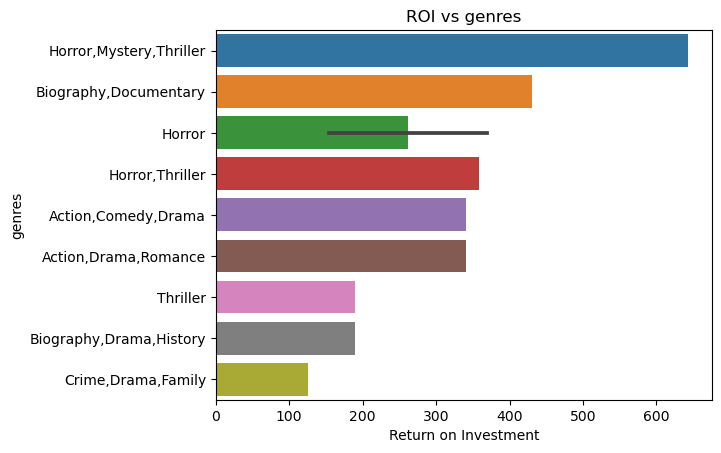 ROI vs genres
Horror,Mystery,Thriller
Biography,Documentary
Horror
Horror,Thriller
Action,Comedy,Drama
Action,Drama,Romance
Thriller
Biography,Drama,History
Crime,Drama,Family
genres
0 100 200 300 400 500 600
Return on Investment